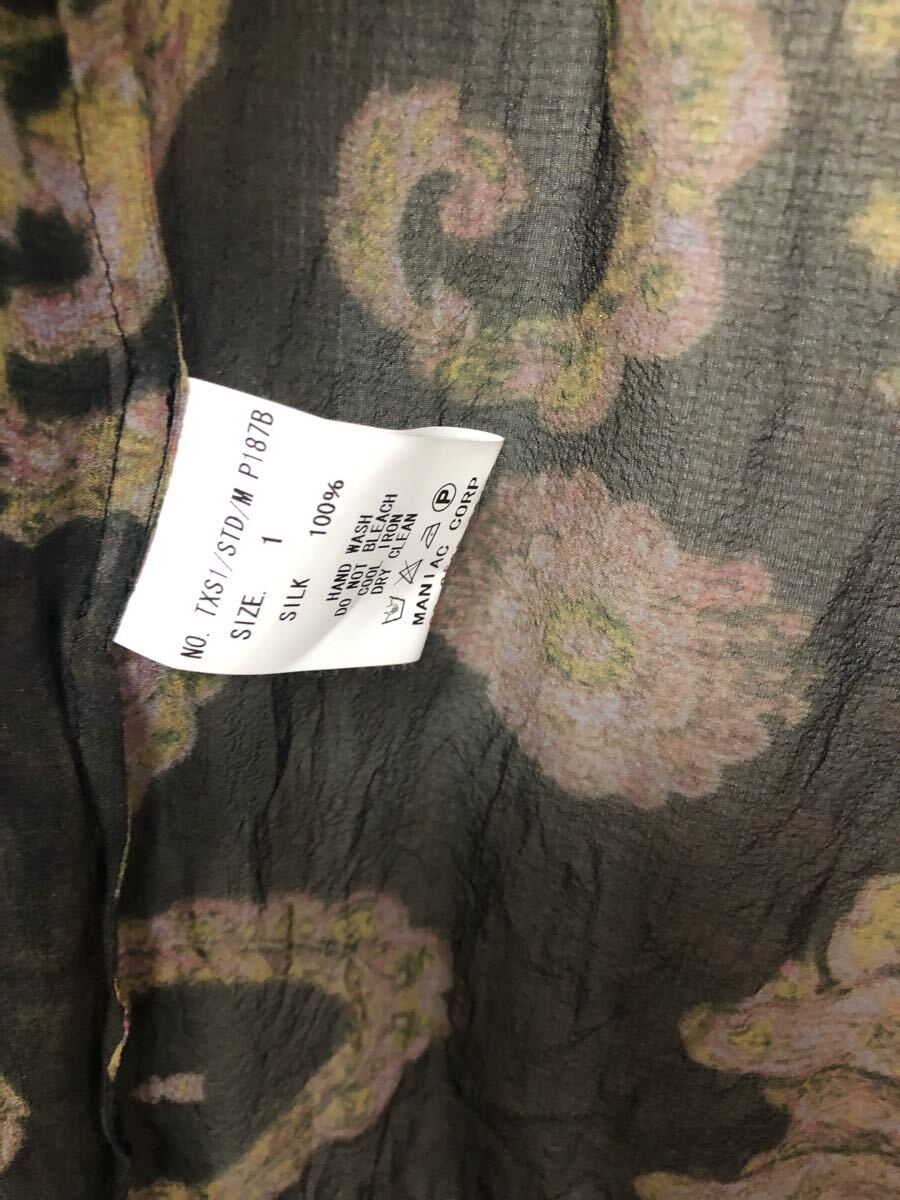 NO. TXS1/STD/M P187B
SIZE. 1
SILK 100%
HAND WASH
DO NOT BLEACH
COOL IRON
DRY CLEAN
P
MANIAC CORP